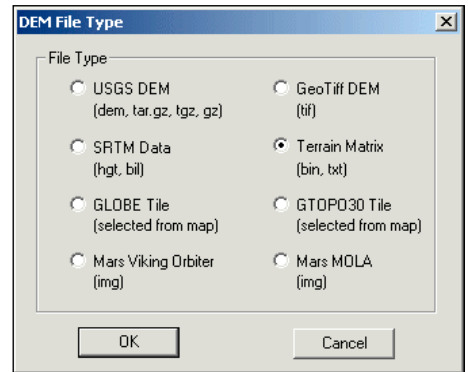 DEM File Type
File Type
USGS DEM
(dem, tar.gz, tgz, gz)
GeoTiff DEM
(tif)
SRTM Data
(hgt, bil)
Terrain Matrix
(bin, txt)
GLOBE Tile
(selected from map)
GTOPO30 Tile
(selected from map)
Mars Viking Orbiter
(img)
Mars MOLA
(img)
OK
Cancel